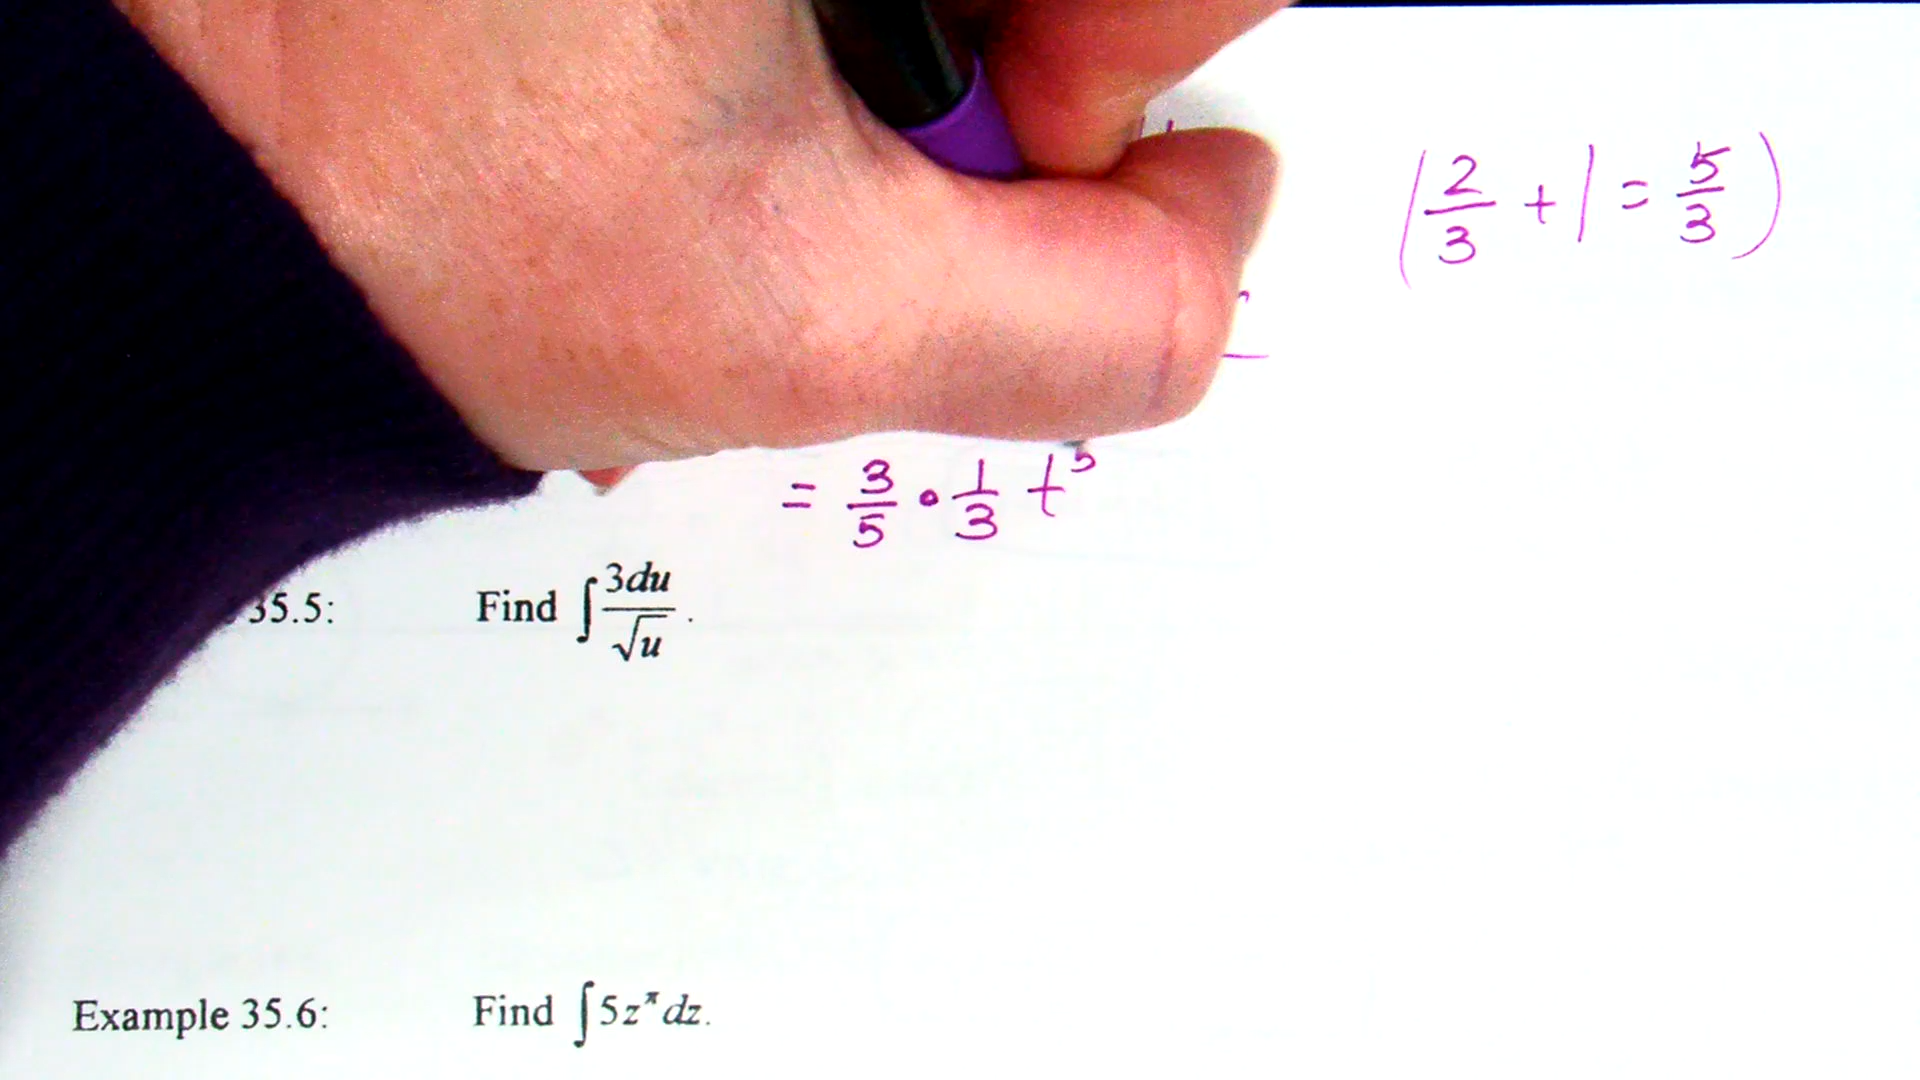 (2/3 + 1 = 5/3)
= 3/5 • 1/3 t^5
35.5: Find ∫ 3du/√u.
Example 35.6: Find ∫5z^π dz.